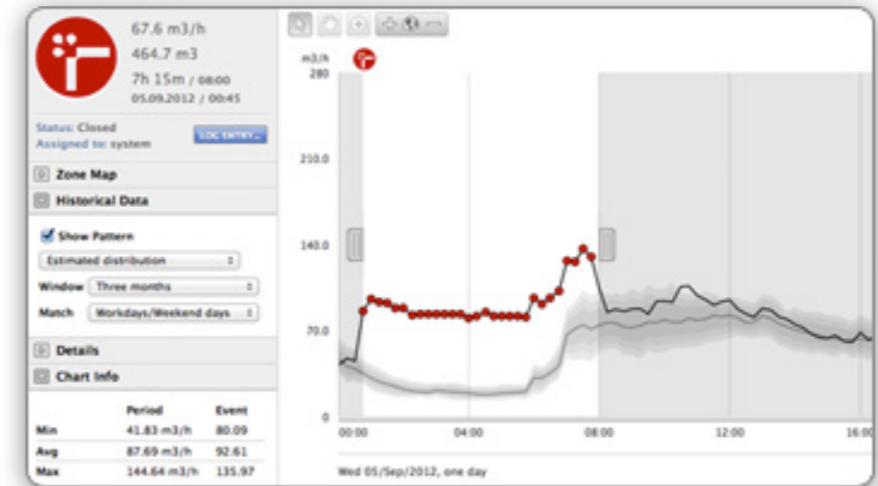 67.6 m3/h
464.7 m3
7h 15m / 08:00
05.09.2012 / 00:45
Status: Closed
Assigned to: system
LOG ENTRY...
Zone Map
Historical Data
Show Pattern
Estimated distribution
Window Three months
Match Workdays/Weekend days
Details
Chart Info
Period Event
Min 41.83 m3/h 80.09
Avg 87.69 m3/h 92.61
Max 144.64 m3/h 135.97
m3/h
280
210.0
140.0
70.0
0
00:00 04:00 08:00 12:00 16:00
Wed 05/Sep/2012, one day